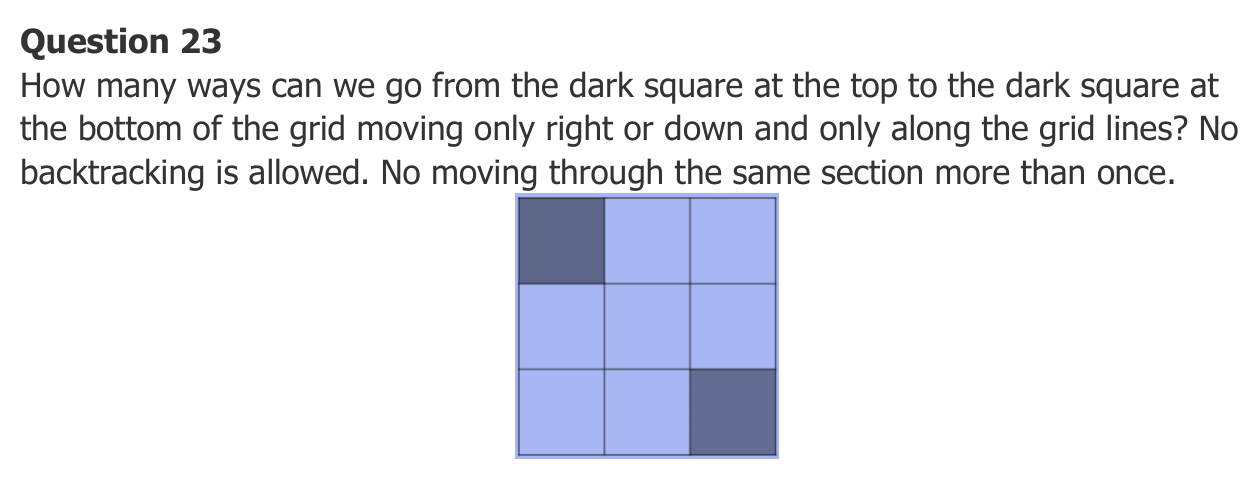 Question 23
How many ways can we go from the dark square at the top to the dark square at
the bottom of the grid moving only right or down and only along the grid lines? No
backtracking is allowed. No moving through the same section more than once.